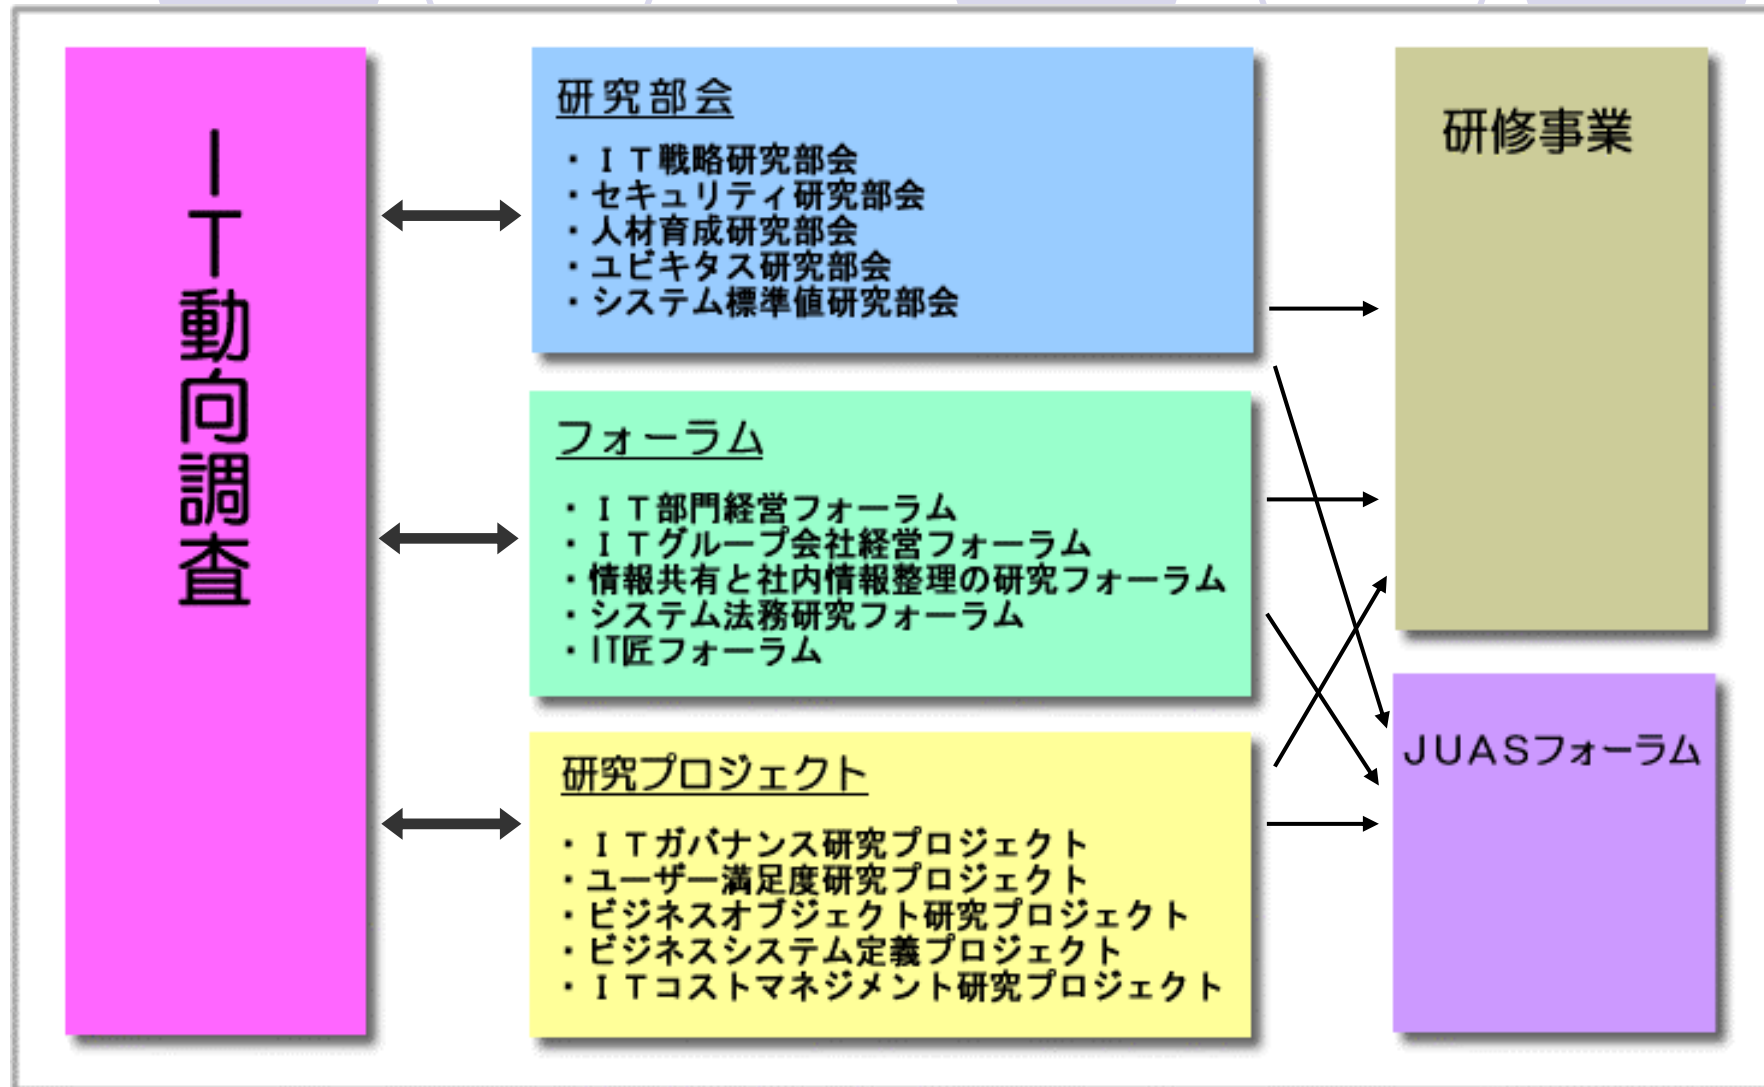 IT動向調査
研究部会
・ＩＴ戦略研究部会
・セキュリティ研究部会
・人材育成研究部会
・ユビキタス研究部会
・システム標準値研究部会
フォーラム
・ＩＴ部門経営フォーラム
・ＩＴグループ会社経営フォーラム
・情報共有と社内情報整理の研究フォーラム
・システム法務研究フォーラム
・IT匠フォーラム
研究プロジェクト
・ＩＴガバナンス研究プロジェクト
・ユーザー満足度研究プロジェクト
・ビジネスオブジェクト研究プロジェクト
・ビジネスシステム定義プロジェクト
・ＩＴコストマネジメント研究プロジェクト
研修事業
ＪＵＡＳフォーラム